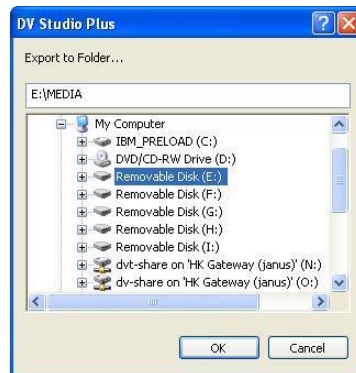 DV Studio Plus
Export to Folder...
E:\MEDIA
My Computer
IBM_PRELOAD (C:)
DVD/CD-RW Drive (D:)
Removable Disk (E:)
Removable Disk (F:)
Removable Disk (G:)
Removable Disk (H:)
Removable Disk (I:)
dvt-share on 'HK Gateway (janus)' (N:)
dv-share on 'HK Gateway (janus)' (O:)
OK Cancel